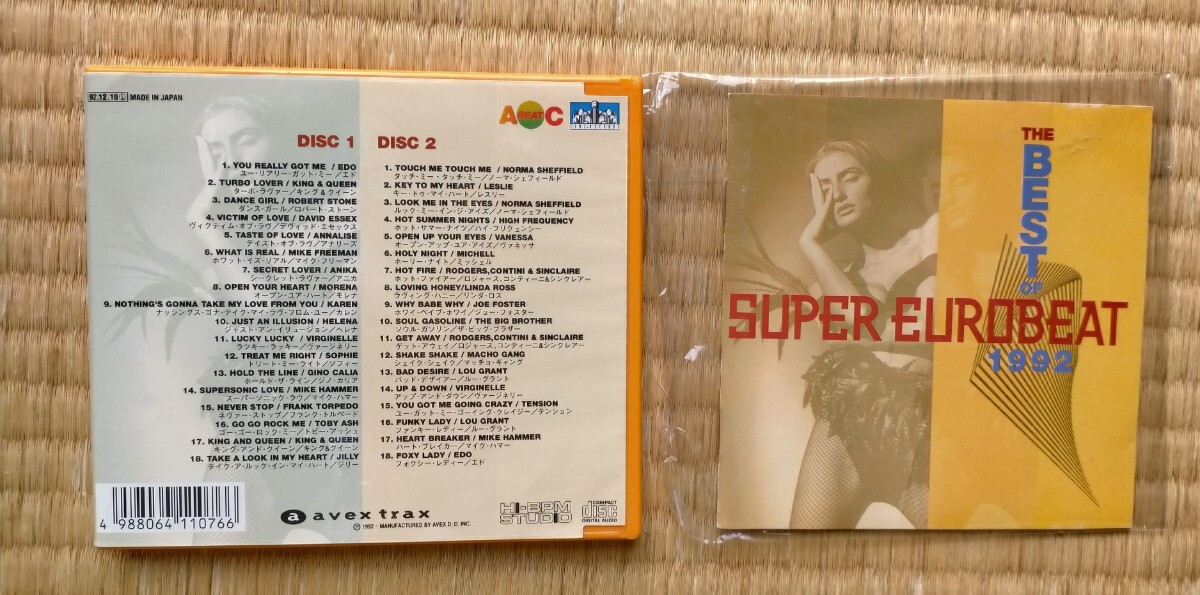 92.12.10 L MADE IN JAPAN
A BEAT C
DISC 1
1. YOU REALLY GOT ME / EDO
ユー・リアリー・ガット・ミー/エド
2. TURBO LOVER / KING & QUEEN
ターボ・ラヴァー/キング&クイーン
3. DANCE GIRL / ROBERT STONE
ダンス・ガール/ロバート・ストーン
4. VICTIM OF LOVE / DAVID ESSEX
ヴィクティム・オブ・ラヴ/デヴィッド・エセックス
5. TASTE OF LOVE / ANNALISE
テイスト・オブ・ラヴ/アナリーズ
6. WHAT IS REAL / MIKE FREEMAN
ホワット・イズ・リアル/マイク・フリーマン
7. SECRET LOVER / ANIKA
シークレット・ラヴァー/アニカ
8. OPEN YOUR HEART / MORENA
オープン・ユア・ハート/モレナ
9. NOTHING'S GONNA TAKE MY LOVE FROM YOU / KAREN
ナッシングス・ゴナ・テイク・マイ・ラヴ・フロム・ユー/カレン
10. JUST AN ILLUSION / HELENA
ジャスト・アン・イリュージョン/ヘレナ
11. LUCKY LUCKY / VIRGINELLE
ラッキー・ラッキー/ヴァージネリー
12. TREAT ME RIGHT / SOPHIE
トリート・ミー・ライト/ソフィー
13. HOLD THE LINE / GINO CALIA
ホールド・ザ・ライン/ジノ・カリア
14. SUPERSONIC LOVE / MIKE HAMMER
スーパーソニック・ラヴ/マイク・ハマー
15. NEVER STOP / FRANK TORPEDO
ネヴァー・ストップ/フランク・トルペード
16. GO GO ROCK ME / TOBY ASH
ゴー・ゴー・ロック・ミー/トビー・アッシュ
17. KING AND QUEEN / KING & QUEEN
キング・アンド・クイーン/キング&クイーン
18. TAKE A LOOK IN MY HEART / JILLY
テイク・ア・ルック・イン・マイ・ハート/ジリー
DISC 2
1. TOUCH ME TOUCH ME / NORMA SHEFFIELD
タッチ・ミー・タッチ・ミー/ノーマ・シェフィールド
2. KEY TO MY HEART / LESLIE
キー・トゥ・マイ・ハート/レスリー
3. LOOK ME IN THE EYES / NORMA SHEFFIELD
ルック・ミー・イン・ジ・アイズ/ノーマ・シェフィールド
4. HOT SUMMER NIGHTS / HIGH FREQUENCY
ホット・サマー・ナイツ/ハイ・フリクェンシー
5. OPEN UP YOUR EYES / VANESSA
オープン・アップ・ユア・アイズ/ヴァネッサ
6. HOLY NIGHT / MICHELL
ホーリー・ナイト/ミッシェル
7. HOT FIRE / RODGERS,CONTINI & SINCLAIRE
ホット・ファイアー/ロジャース、コンティーニ&シンクレアー
8. LOVING HONEY/LINDA ROSS
ラヴィング・ハニー/リンダ・ロス
9. WHY BABE WHY / JOE FOSTER
ホワイ・ベイブ・ホワイ/ジョー・フォスター
10. SOUL GASOLINE / THE BIG BROTHER
ソウル・ガソリン/ザ・ビッグ・ブラザー
11. GET AWAY / RODGERS,CONTINI & SINCLAIRE
ゲット・アウェイ/ロジャース、コンティーニ&シンクレアー
12. SHAKE SHAKE / MACHO GANG
シェイク・シェイク/マッチョ・ギャング
13. BAD DESIRE / LOU GRANT
バッド・デザイアー/ルー・グラント
14. UP & DOWN / VIRGINELLE
アップ・アンド・ダウン/ヴァージネリー
15. YOU GOT ME GOING CRAZY / TENSION
ユー・ガット・ミー・ゴーイング・クレイジー/テンション
16. FUNKY LADY / LOU GRANT
ファンキー・レディー/ルー・グラント
17. HEART BREAKER / MIKE HAMMER
ハート・ブレイカー/マイク・ハマー
18. FOXY LADY / EDO
フォクシー・レディー/エド
4 988064 110766
a avex trax
Ⓟ 1992 · MANUFACTURED BY AVEX D. D. INC.
HI-BPM
STUDIO
COMPACT
disc
DIGITAL AUDIO
THE
BEST
OF
SUPER EUROBEAT
1992